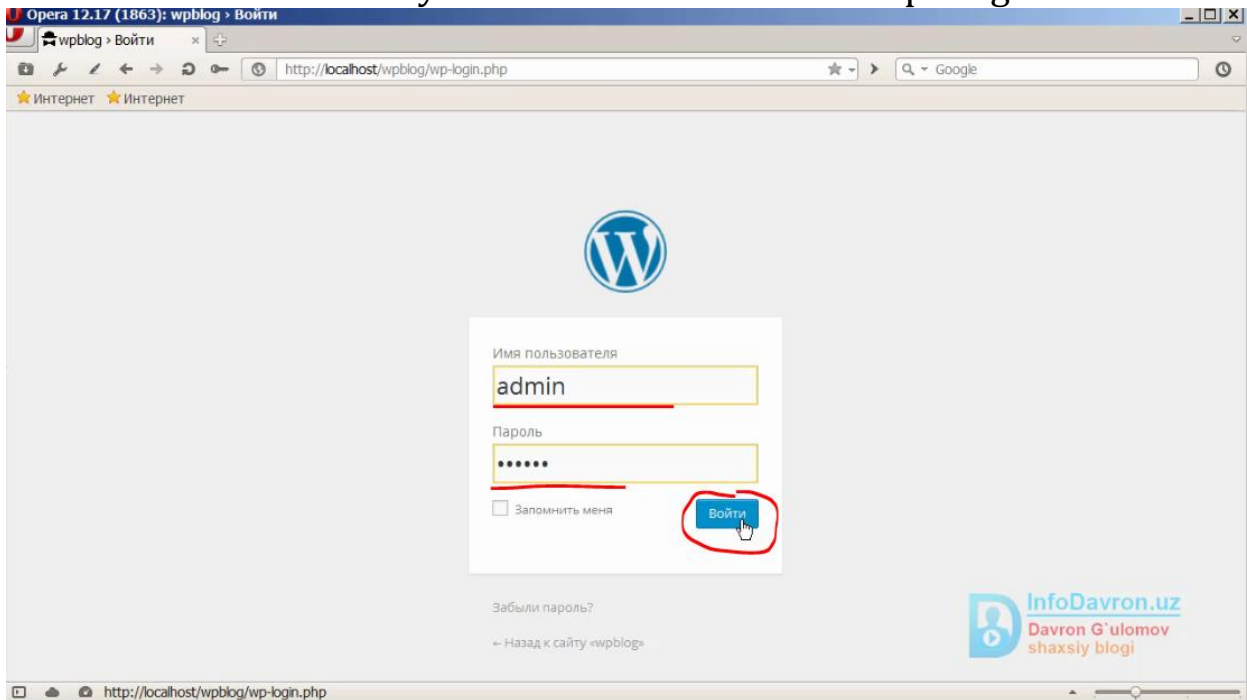 Opera 12.17 (1863): wpblog › Войти
wpblog › Войти
http://localhost/wpblog/wp-login.php
Google
Интернет Интернет
Имя пользователя
admin
Пароль
••••••
Запомнить меня
Войти
Забыли пароль?
← Назад к сайту «wpblog»
InfoDavron.uz
Davron G`ulomov
shaxsiy blogi
http://localhost/wpblog/wp-login.php